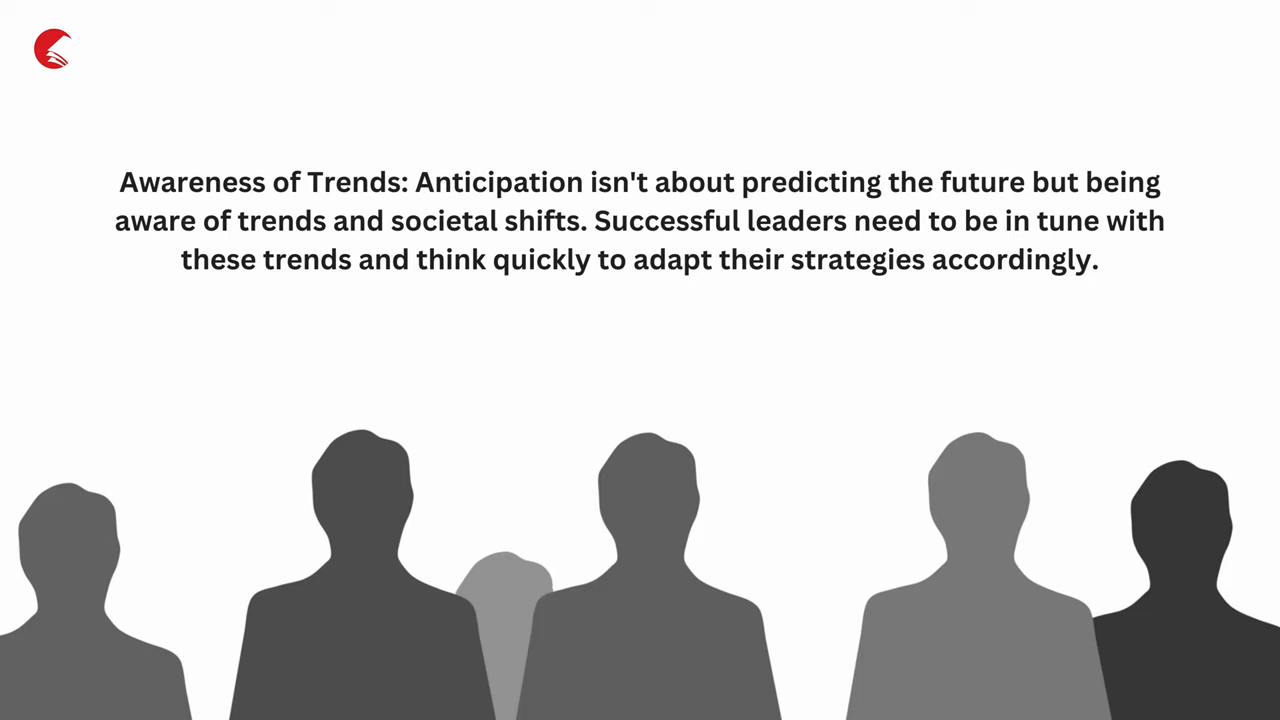 Awareness of Trends: Anticipation isn't about predicting the future but being
aware of trends and societal shifts. Successful leaders need to be in tune with
these trends and think quickly to adapt their strategies accordingly.